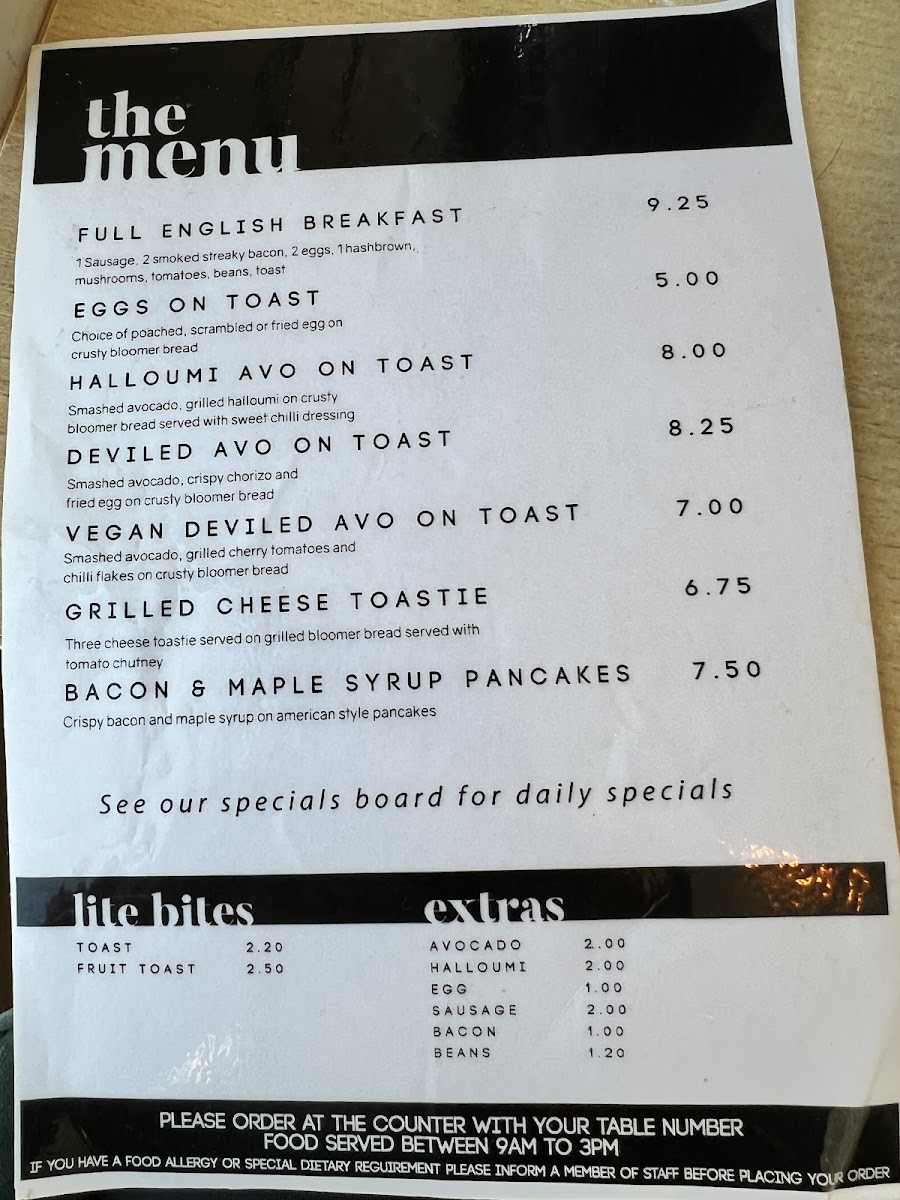 the
menu
FULL ENGLISH BREAKFAST 9.25
1 Sausage, 2 smoked streaky bacon, 2 eggs, 1 hashbrown,
mushrooms, tomatoes, beans, toast
EGGS ON TOAST 5.00
Choice of poached, scrambled or fried egg on
crusty bloomer bread
HALLOUMI AVO ON TOAST 8.00
Smashed avocado, grilled halloumi on crusty
bloomer bread served with sweet chilli dressing
DEVILED AVO ON TOAST 8.25
Smashed avocado, crispy chorizo and
fried egg on crusty bloomer bread
VEGAN DEVILED AVO ON TOAST 7.00
Smashed avocado, grilled cherry tomatoes and
chilli flakes on crusty bloomer bread
GRILLED CHEESE TOASTIE 6.75
Three cheese toastie served on grilled bloomer bread served with
tomato chutney
BACON & MAPLE SYRUP PANCAKES 7.50
Crispy bacon and maple syrup on american style pancakes
See our specials board for daily specials
lite bites
TOAST 2.20
FRUIT TOAST 2.50
extras
AVOCADO 2.00
HALLOUMI 2.00
EGG 1.00
SAUSAGE 2.00
BACON 1.00
BEANS 1.20
PLEASE ORDER AT THE COUNTER WITH YOUR TABLE NUMBER
FOOD SERVED BETWEEN 9AM TO 3PM
IF YOU HAVE A FOOD ALLERGY OR SPECIAL DIETARY REGUIREMENT PLEASE INFORM A MEMBER OF STAFF BEFORE PLACING YOUR ORDER